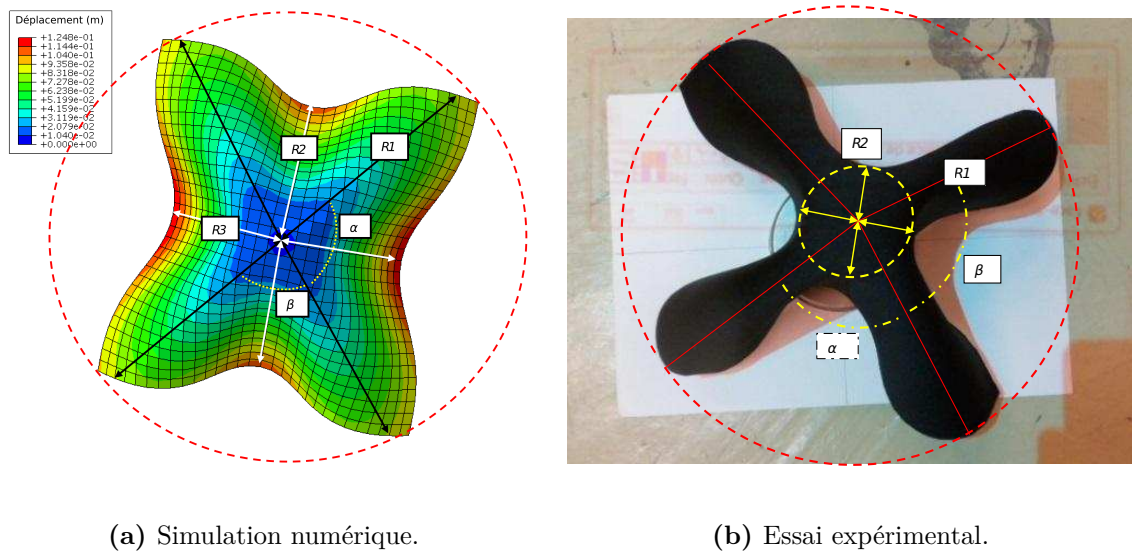 Déplacement (m)
+1.248e-01
+1.144e-01
+1.040e-01
+9.358e-02
+8.318e-02
+7.278e-02
+6.238e-02
+5.199e-02
+4.159e-02
+3.119e-02
+2.079e-02
+1.040e-02
+0.000e+00
R2
R1
R3
α
β
R2
R1
β
α
(a) Simulation numérique.
(b) Essai expérimental.